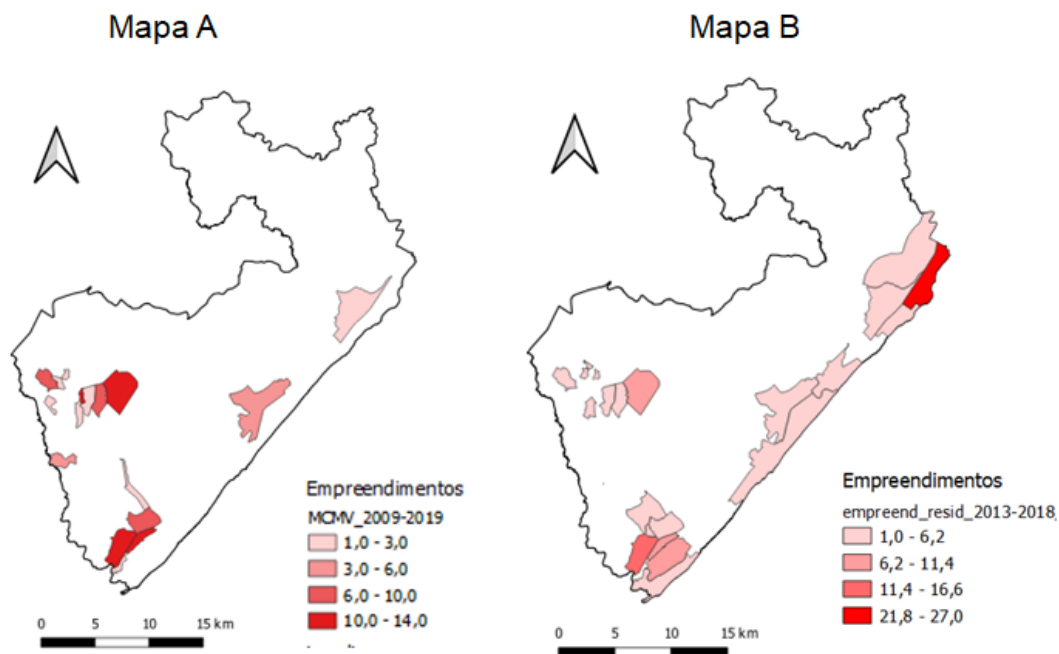 Mapa A
Mapa B
Empreendimentos
MCMV_2009-2019
1,0 - 3,0
3,0 - 6,0
6,0 - 10,0
10,0 - 14,0
0 5 10 15 km
Empreendimentos
empreend_resid_2013-2018
1,0 - 6,2
6,2 - 11,4
11,4 - 16,6
21,8 - 27,0
0 5 10 15 km